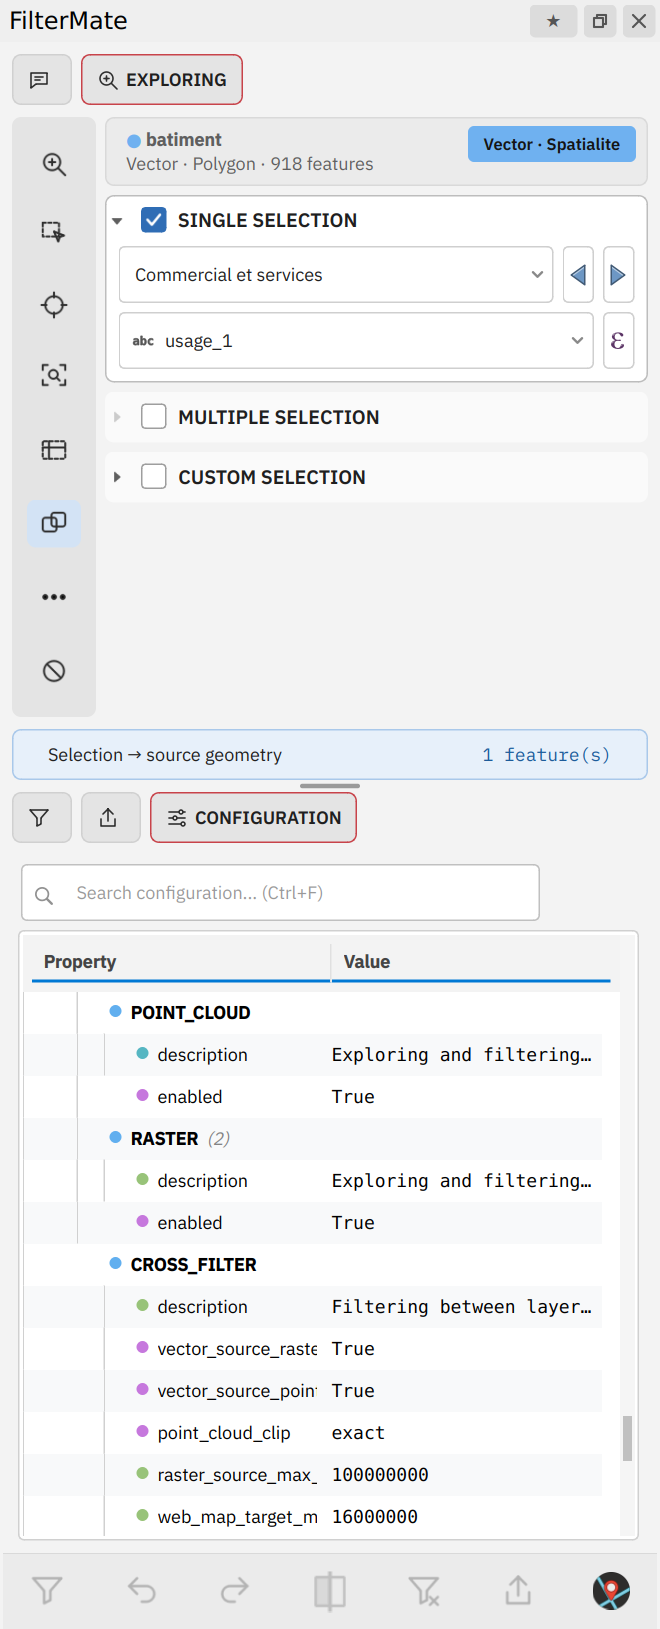 FilterMate
EXPLORING
batiment
Vector · Polygon · 918 features
Vector · Spatialite
SINGLE SELECTION
Commercial et services
abc usage_1
ε
MULTIPLE SELECTION
CUSTOM SELECTION
Selection → source geometry 1 feature(s)
CONFIGURATION
Search configuration... (Ctrl+F)
Property Value
POINT_CLOUD
description Exploring and filtering…
enabled True
RASTER (2)
description Exploring and filtering…
enabled True
CROSS_FILTER
description Filtering between layer…
vector_source_raste True
vector_source_poin True
point_cloud_clip exact
raster_source_max_ 100000000
web_map_target_m 16000000